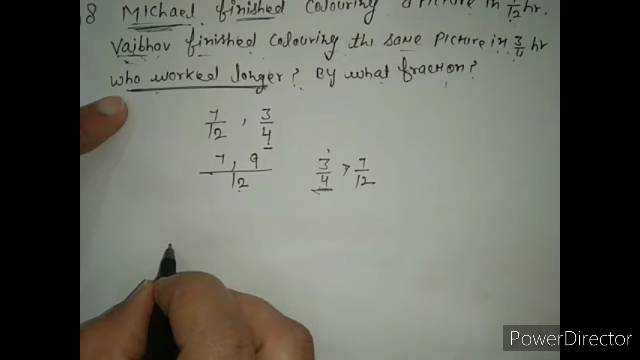 8 Michael finished colouring a picture in 7/12 hr.
Vaibhav finished colouring the same picture in 3/4 hr
who worked longer? By what fraction?
7/12 , 3/4
7, 9 / 12
3/4 > 7/12
PowerDirector